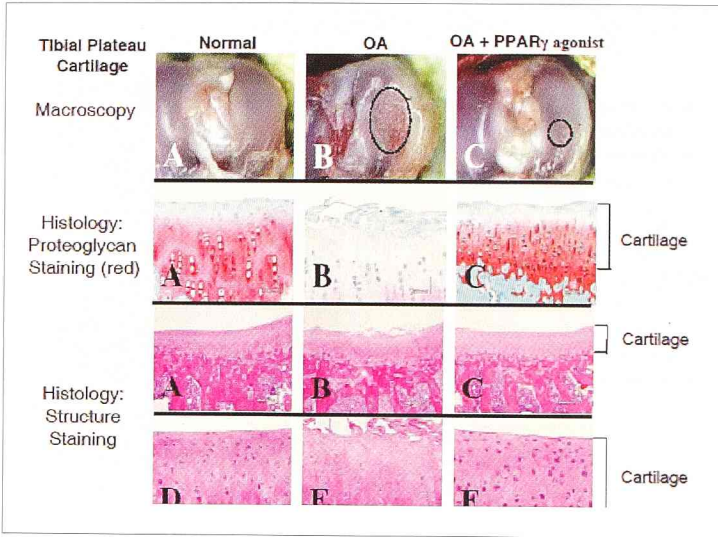 Tibial Plateau
Cartilage
Normal
OA
OA + PPARγ agonist
Macroscopy
A
B
C
Histology:
Proteoglycan
Staining (red)
A
B
C
Cartilage
Histology:
Structure
Staining
A
B
C
Cartilage
D
E
F
Cartilage